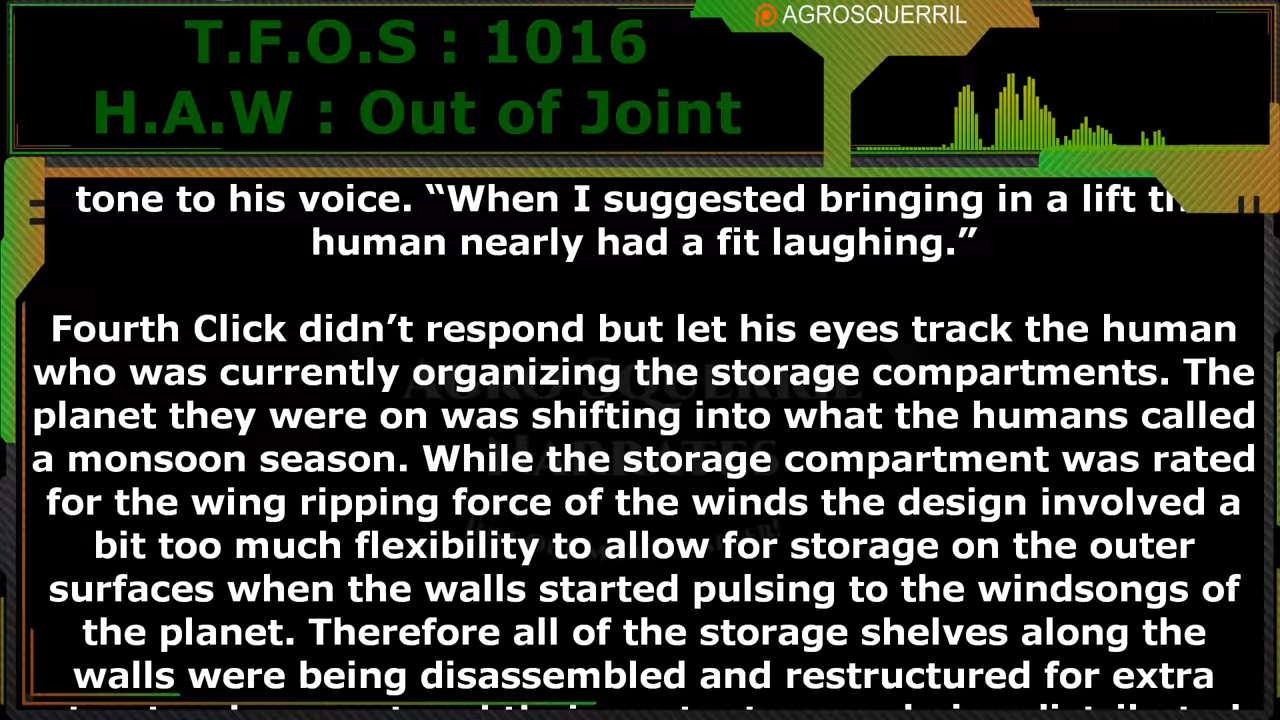 AGROSQUERRIL
T.F.O.S : 1016
H.A.W : Out of Joint
tone to his voice. “When I suggested bringing in a lift
human nearly had a fit laughing.”
Fourth Click didn’t respond but let his eyes track the human
who was currently organizing the storage compartments. The
planet they were on was shifting into what the humans called
a monsoon season. While the storage compartment was rated
for the wing ripping force of the winds the design involved a
bit too much flexibility to allow for storage on the outer
surfaces when the walls started pulsing to the windsongs of
the planet. Therefore all of the storage shelves along the
walls were being disassembled and restructured for extra